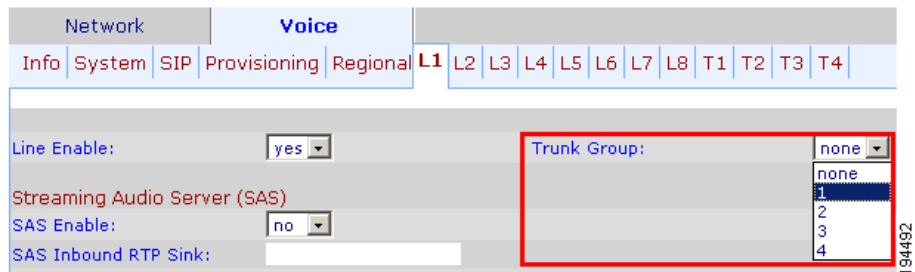 Network Voice
Info System SIP Provisioning Regional L1 L2 L3 L4 L5 L6 L7 L8 T1 T2 T3 T4
Line Enable: yes Trunk Group: none
none
Streaming Audio Server (SAS) 1
SAS Enable: no 2
3
SAS Inbound RTP Sink: 4
194492